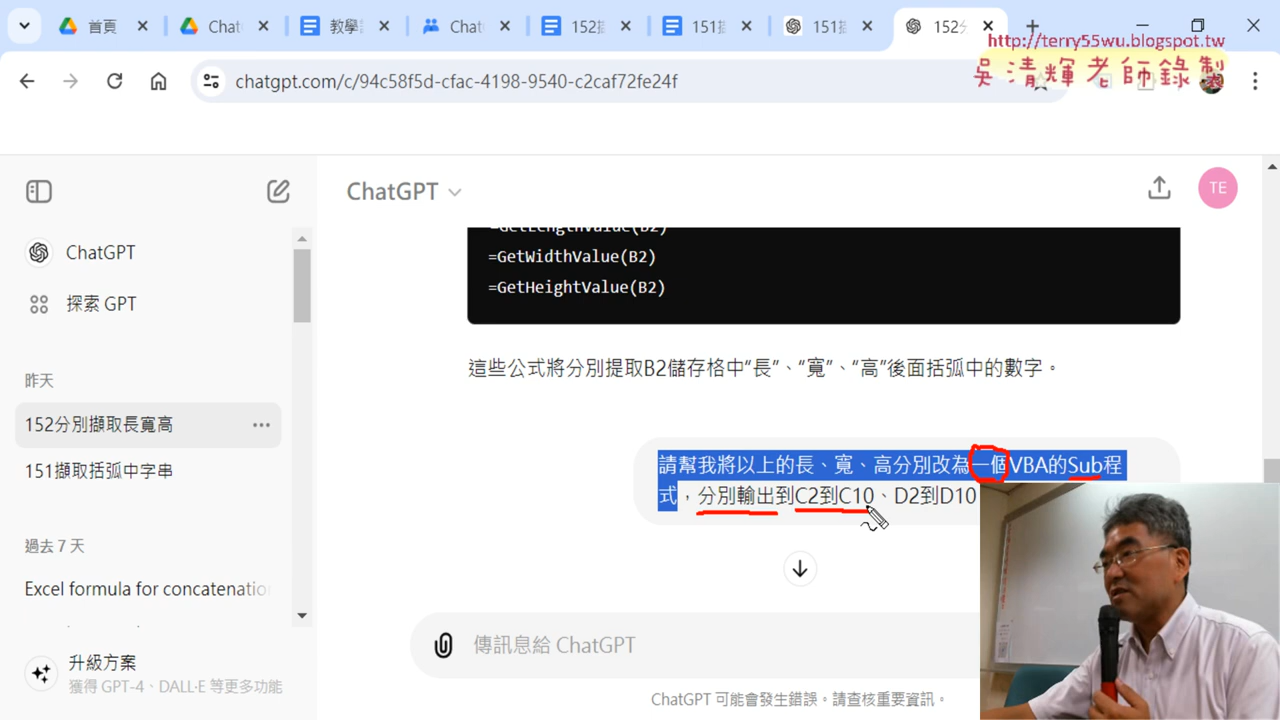 首頁
Chat
教學
Chat
152
151
151
152分
http://terry55wu.blogspot.tw
吳清輝老師錄製
chatgpt.com/c/94c58f5d-cfac-4198-9540-c2caf72fe24f
ChatGPT
TE
ChatGPT
探索 GPT
昨天
152分別擷取長寬高
151擷取括弧中字串
過去 7 天
Excel formula for concatenatio
升級方案
獲得 GPT-4、DALL·E 等更多功能
=GetLengthValue(B2)
=GetWidthValue(B2)
=GetHeightValue(B2)
這些公式將分別提取B2儲存格中“長”、“寬”、“高”後面括弧中的數字。
請幫我將以上的長、寬、高分別改為一個VBA的Sub程
式，分別輸出到C2到C10、D2到D10
傳訊息給 ChatGPT
ChatGPT 可能會發生錯誤。請查核重要資訊。